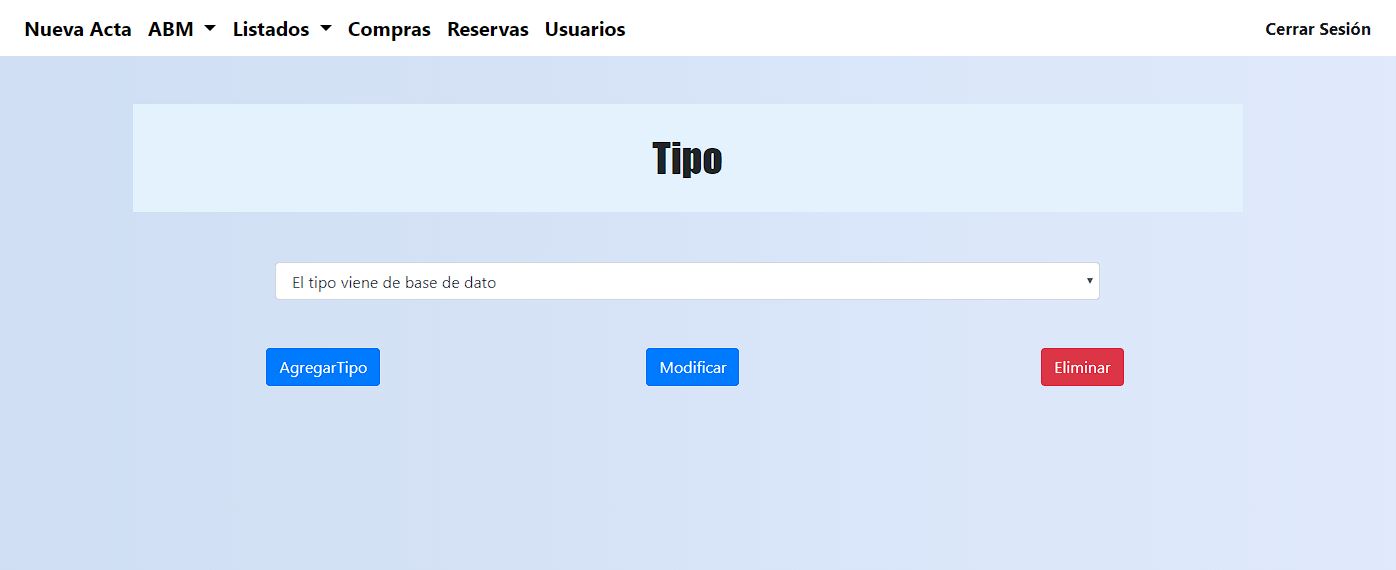 Nueva Acta ABM Listados Compras Reservas Usuarios Cerrar Sesión
Tipo
El tipo viene de base de dato
AgregarTipo Modificar Eliminar